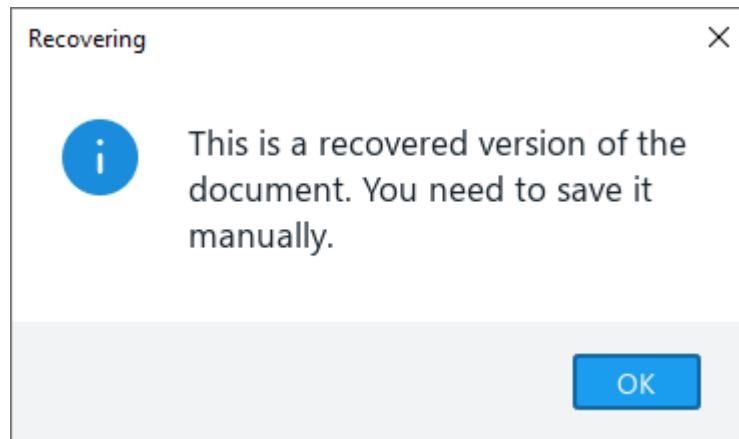 Recovering
This is a recovered version of the
document. You need to save it
manually.
OK